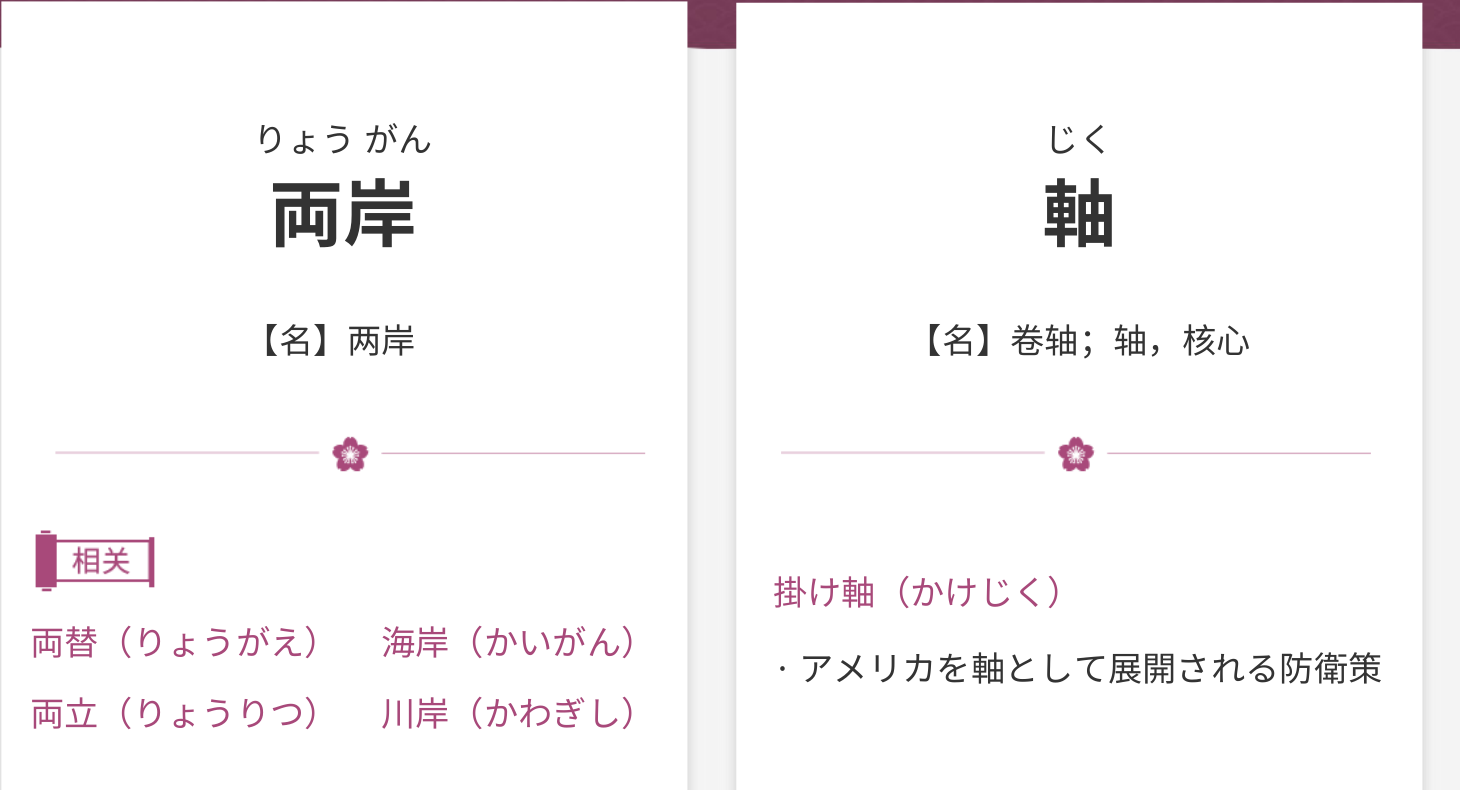 りょう がん
両岸
【名】两岸
相关
両替（りょうがえ） 海岸（かいがん）
両立（りょうりつ） 川岸（かわぎし）
じく
軸
【名】卷轴；轴，核心
掛け軸（かけじく）
· アメリカを軸として展開される防衛策